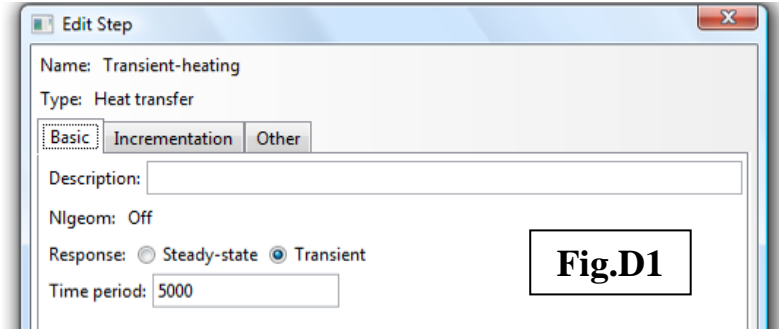 Edit Step
Name: Transient-heating
Type: Heat transfer
Basic Incrementation Other
Description:
Nlgeom: Off
Response: Steady-state Transient
Time period: 5000
Fig.D1